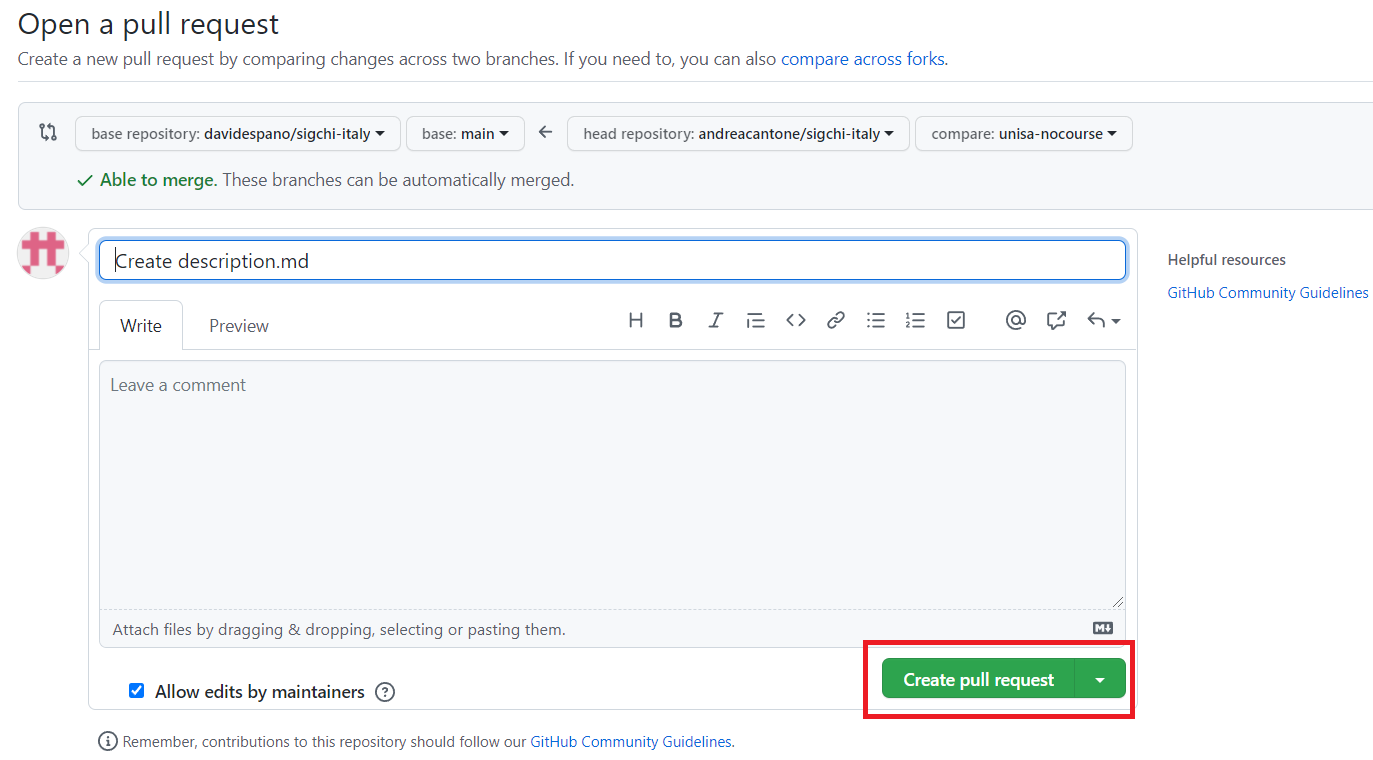 Open a pull request
Create a new pull request by comparing changes across two branches. If you need to, you can also compare across forks.
base repository: davidespano/sigchi-italy base: main head repository: andreacantone/sigchi-italy compare: unisa-nocourse
Able to merge. These branches can be automatically merged.
Create description.md
Helpful resources
GitHub Community Guidelines
Write Preview
Leave a comment
Attach files by dragging & dropping, selecting or pasting them.
Allow edits by maintainers
Create pull request
Remember, contributions to this repository should follow our GitHub Community Guidelines.